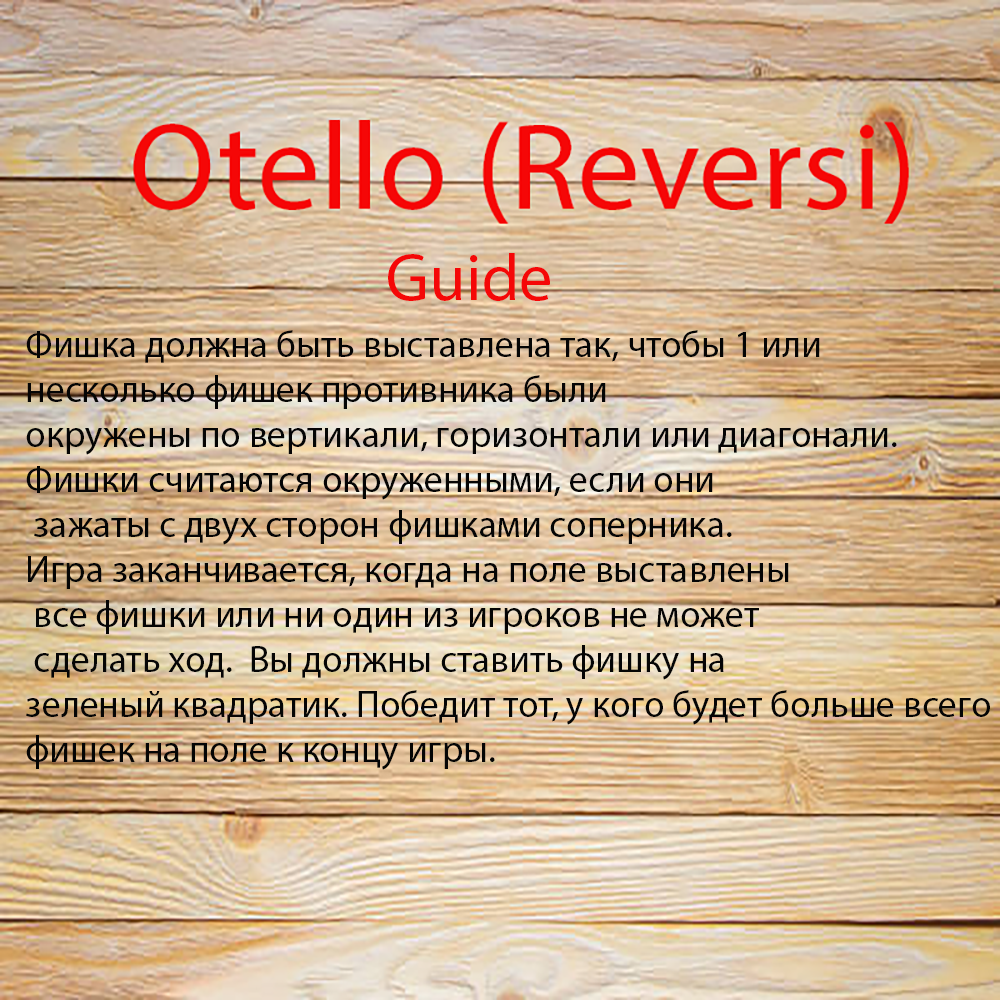 Otello (Reversi)
Guide
Фишка должна быть выставлена так, чтобы 1 или
несколько фишек противника были
окружены по вертикали, горизонтали или диагонали.
Фишки считаются окруженными, если они
зажаты с двух сторон фишками соперника.
Игра заканчивается, когда на поле выставлены
все фишки или ни один из игроков не может
сделать ход.  Вы должны ставить фишку на
зеленый квадратик. Победит тот, у кого будет больше всего
фишек на поле к концу игры.